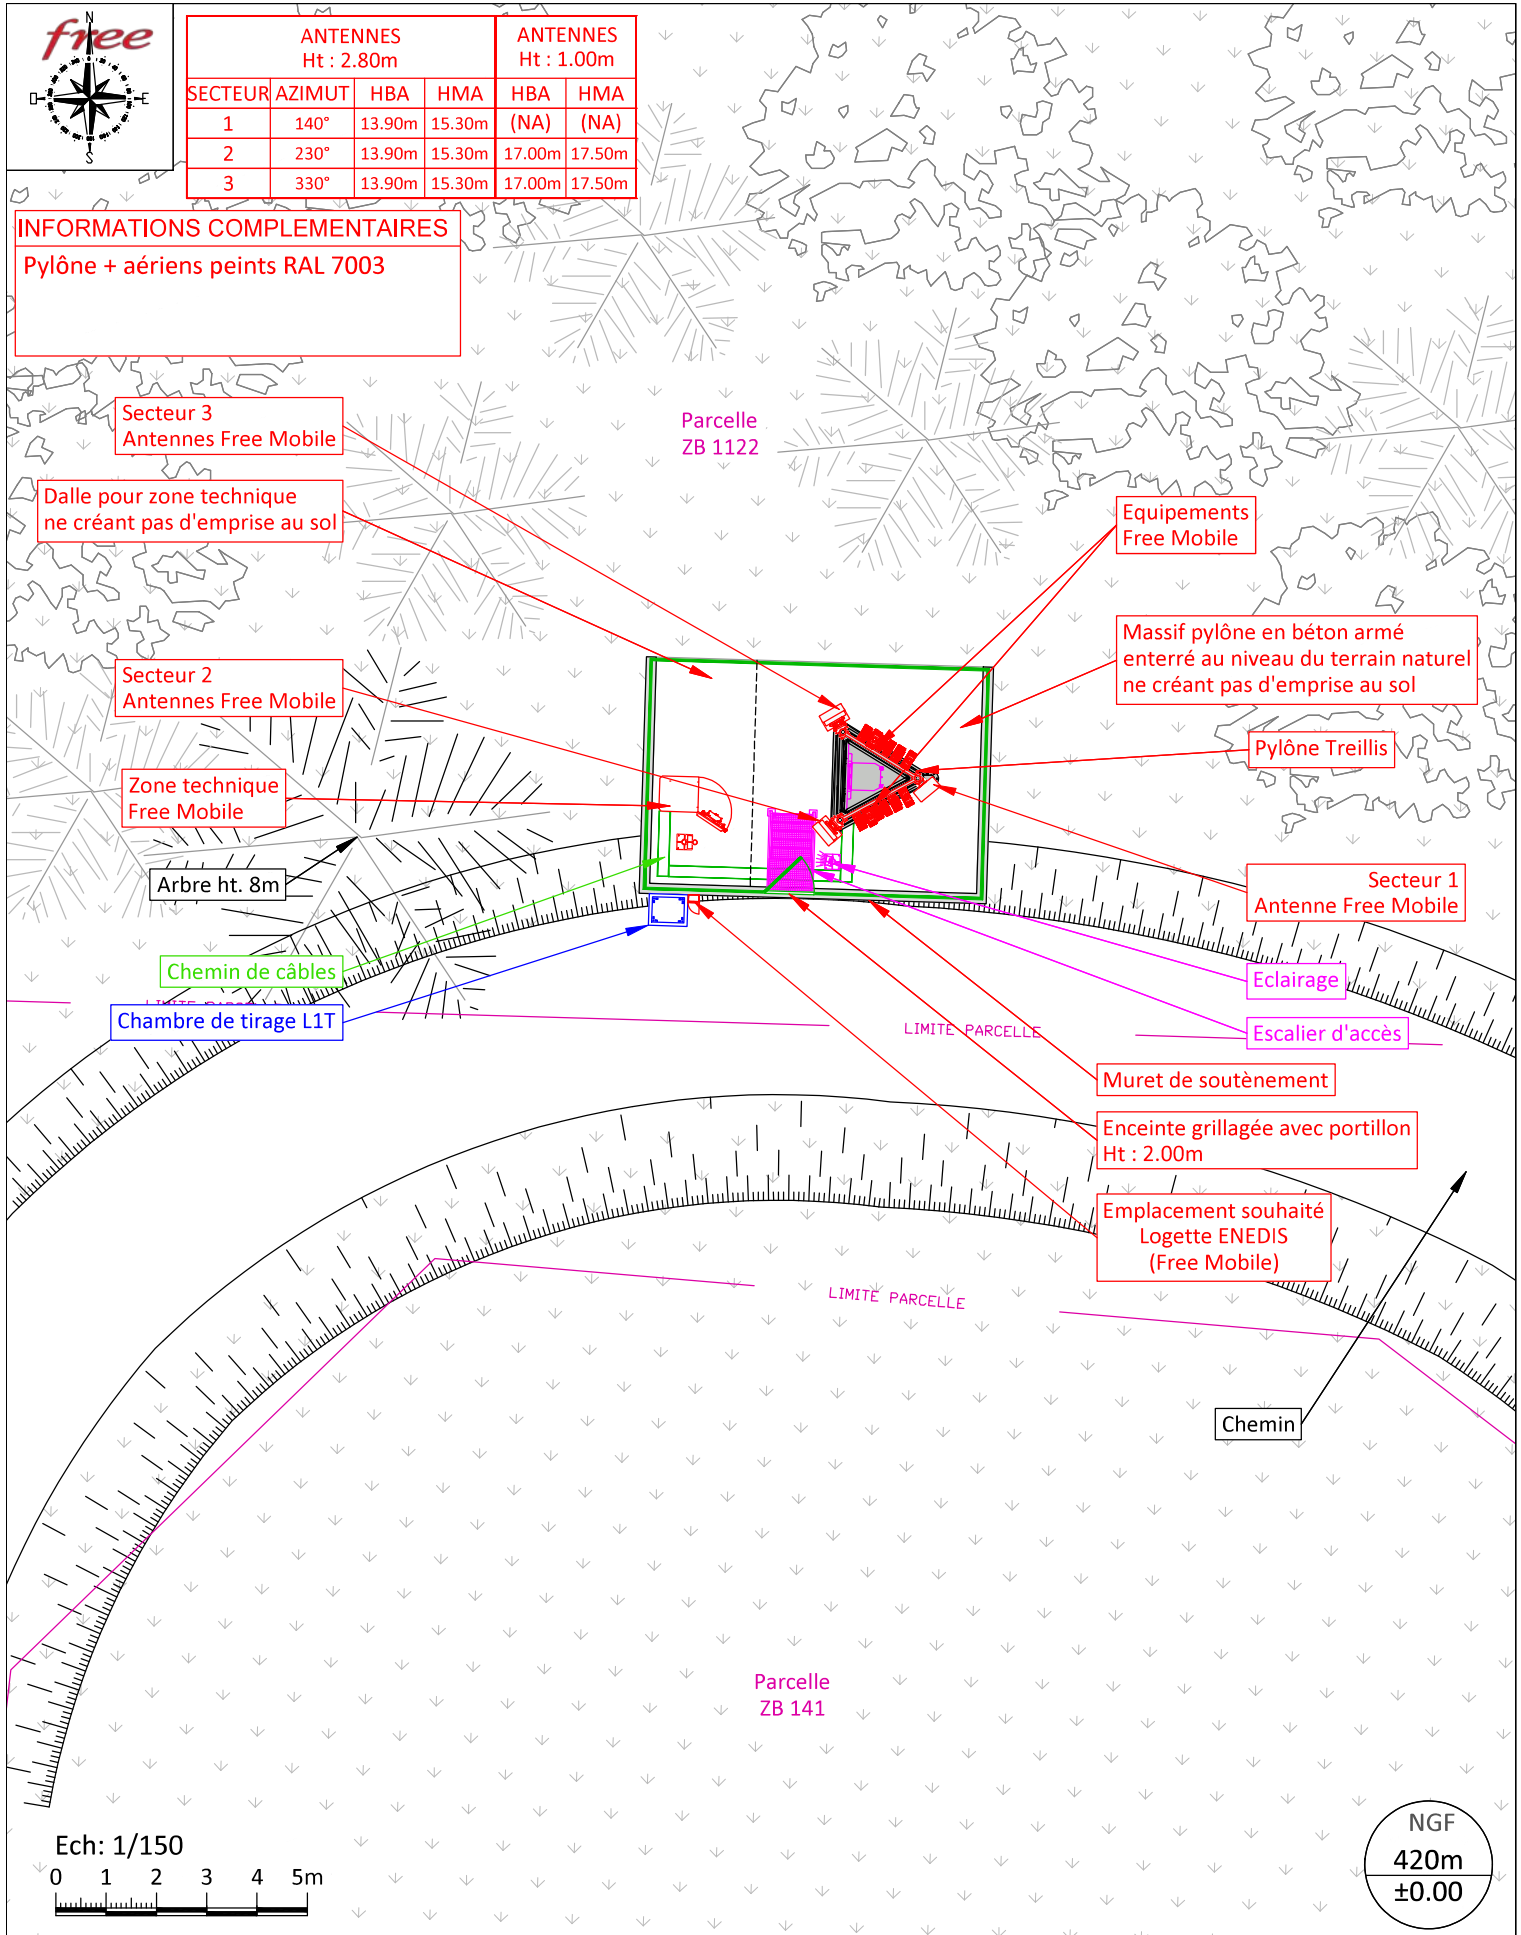 free
N
O
E
S
ANTENNES
Ht : 2.80m
ANTENNES
Ht : 1.00m
SECTEUR AZIMUT HBA HMA HBA HMA
1 140° 13.90m 15.30m (NA) (NA)
2 230° 13.90m 15.30m 17.00m 17.50m
3 330° 13.90m 15.30m 17.00m 17.50m
INFORMATIONS COMPLEMENTAIRES
Pylône + aériens peints RAL 7003
Secteur 3
Antennes Free Mobile
Parcelle
ZB 1122
Dalle pour zone technique
ne créant pas d'emprise au sol
Equipements
Free Mobile
Massif pylône en béton armé
enterré au niveau du terrain naturel
ne créant pas d'emprise au sol
Secteur 2
Antennes Free Mobile
Pylône Treillis
Zone technique
Free Mobile
Arbre ht. 8m
Secteur 1
Antenne Free Mobile
Chemin de câbles
Eclairage
LIMITE PARCELLE
Chambre de tirage L1T
LIMITE PARCELLE
Escalier d'accès
Muret de soutènement
Enceinte grillagée avec portillon
Ht : 2.00m
Emplacement souhaité
Logette ENEDIS
(Free Mobile)
LIMITE PARCELLE
Chemin
Parcelle
ZB 141
Ech: 1/150
0 1 2 3 4 5m
NGF
420m
±0.00